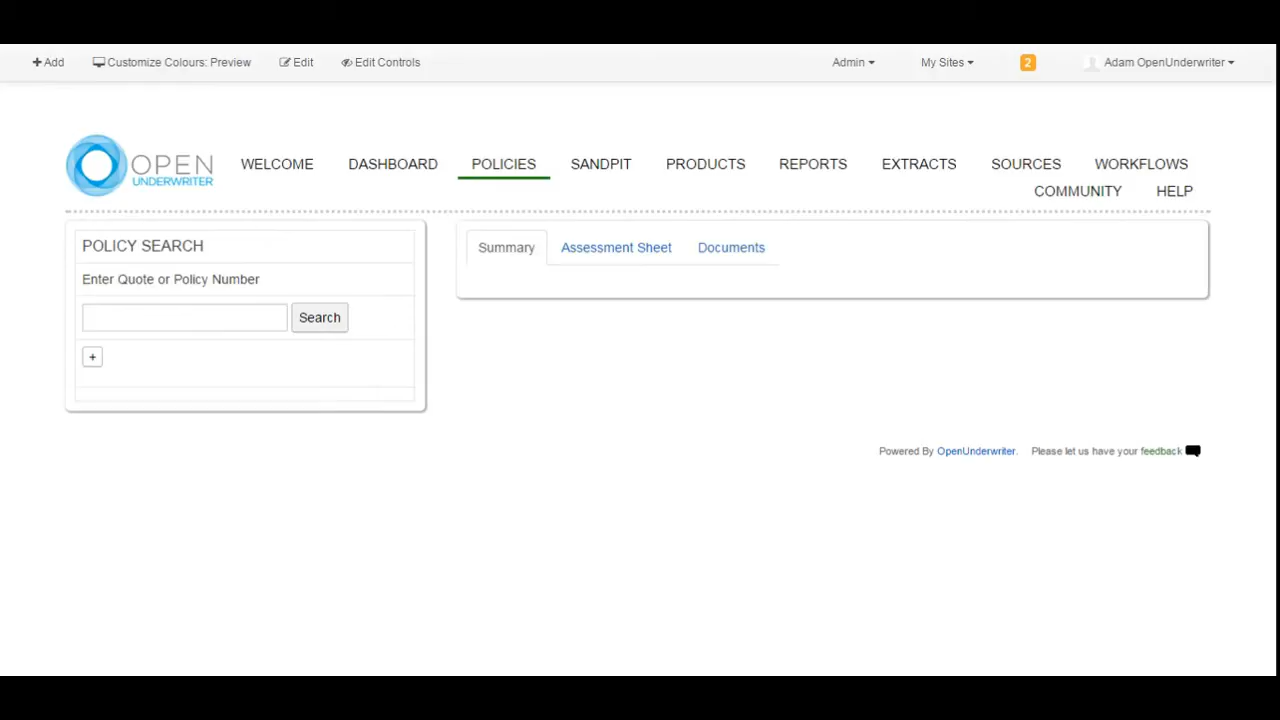 Add Customize Colours: Preview Edit Edit Controls Admin My Sites 2 Adam OpenUnderwriter
OPEN UNDERWRITER
WELCOME DASHBOARD POLICIES SANDPIT PRODUCTS REPORTS EXTRACTS SOURCES WORKFLOWS
COMMUNITY HELP
POLICY SEARCH
Enter Quote or Policy Number
Search
+
Summary Assessment Sheet Documents
Powered By OpenUnderwriter. Please let us have your feedback